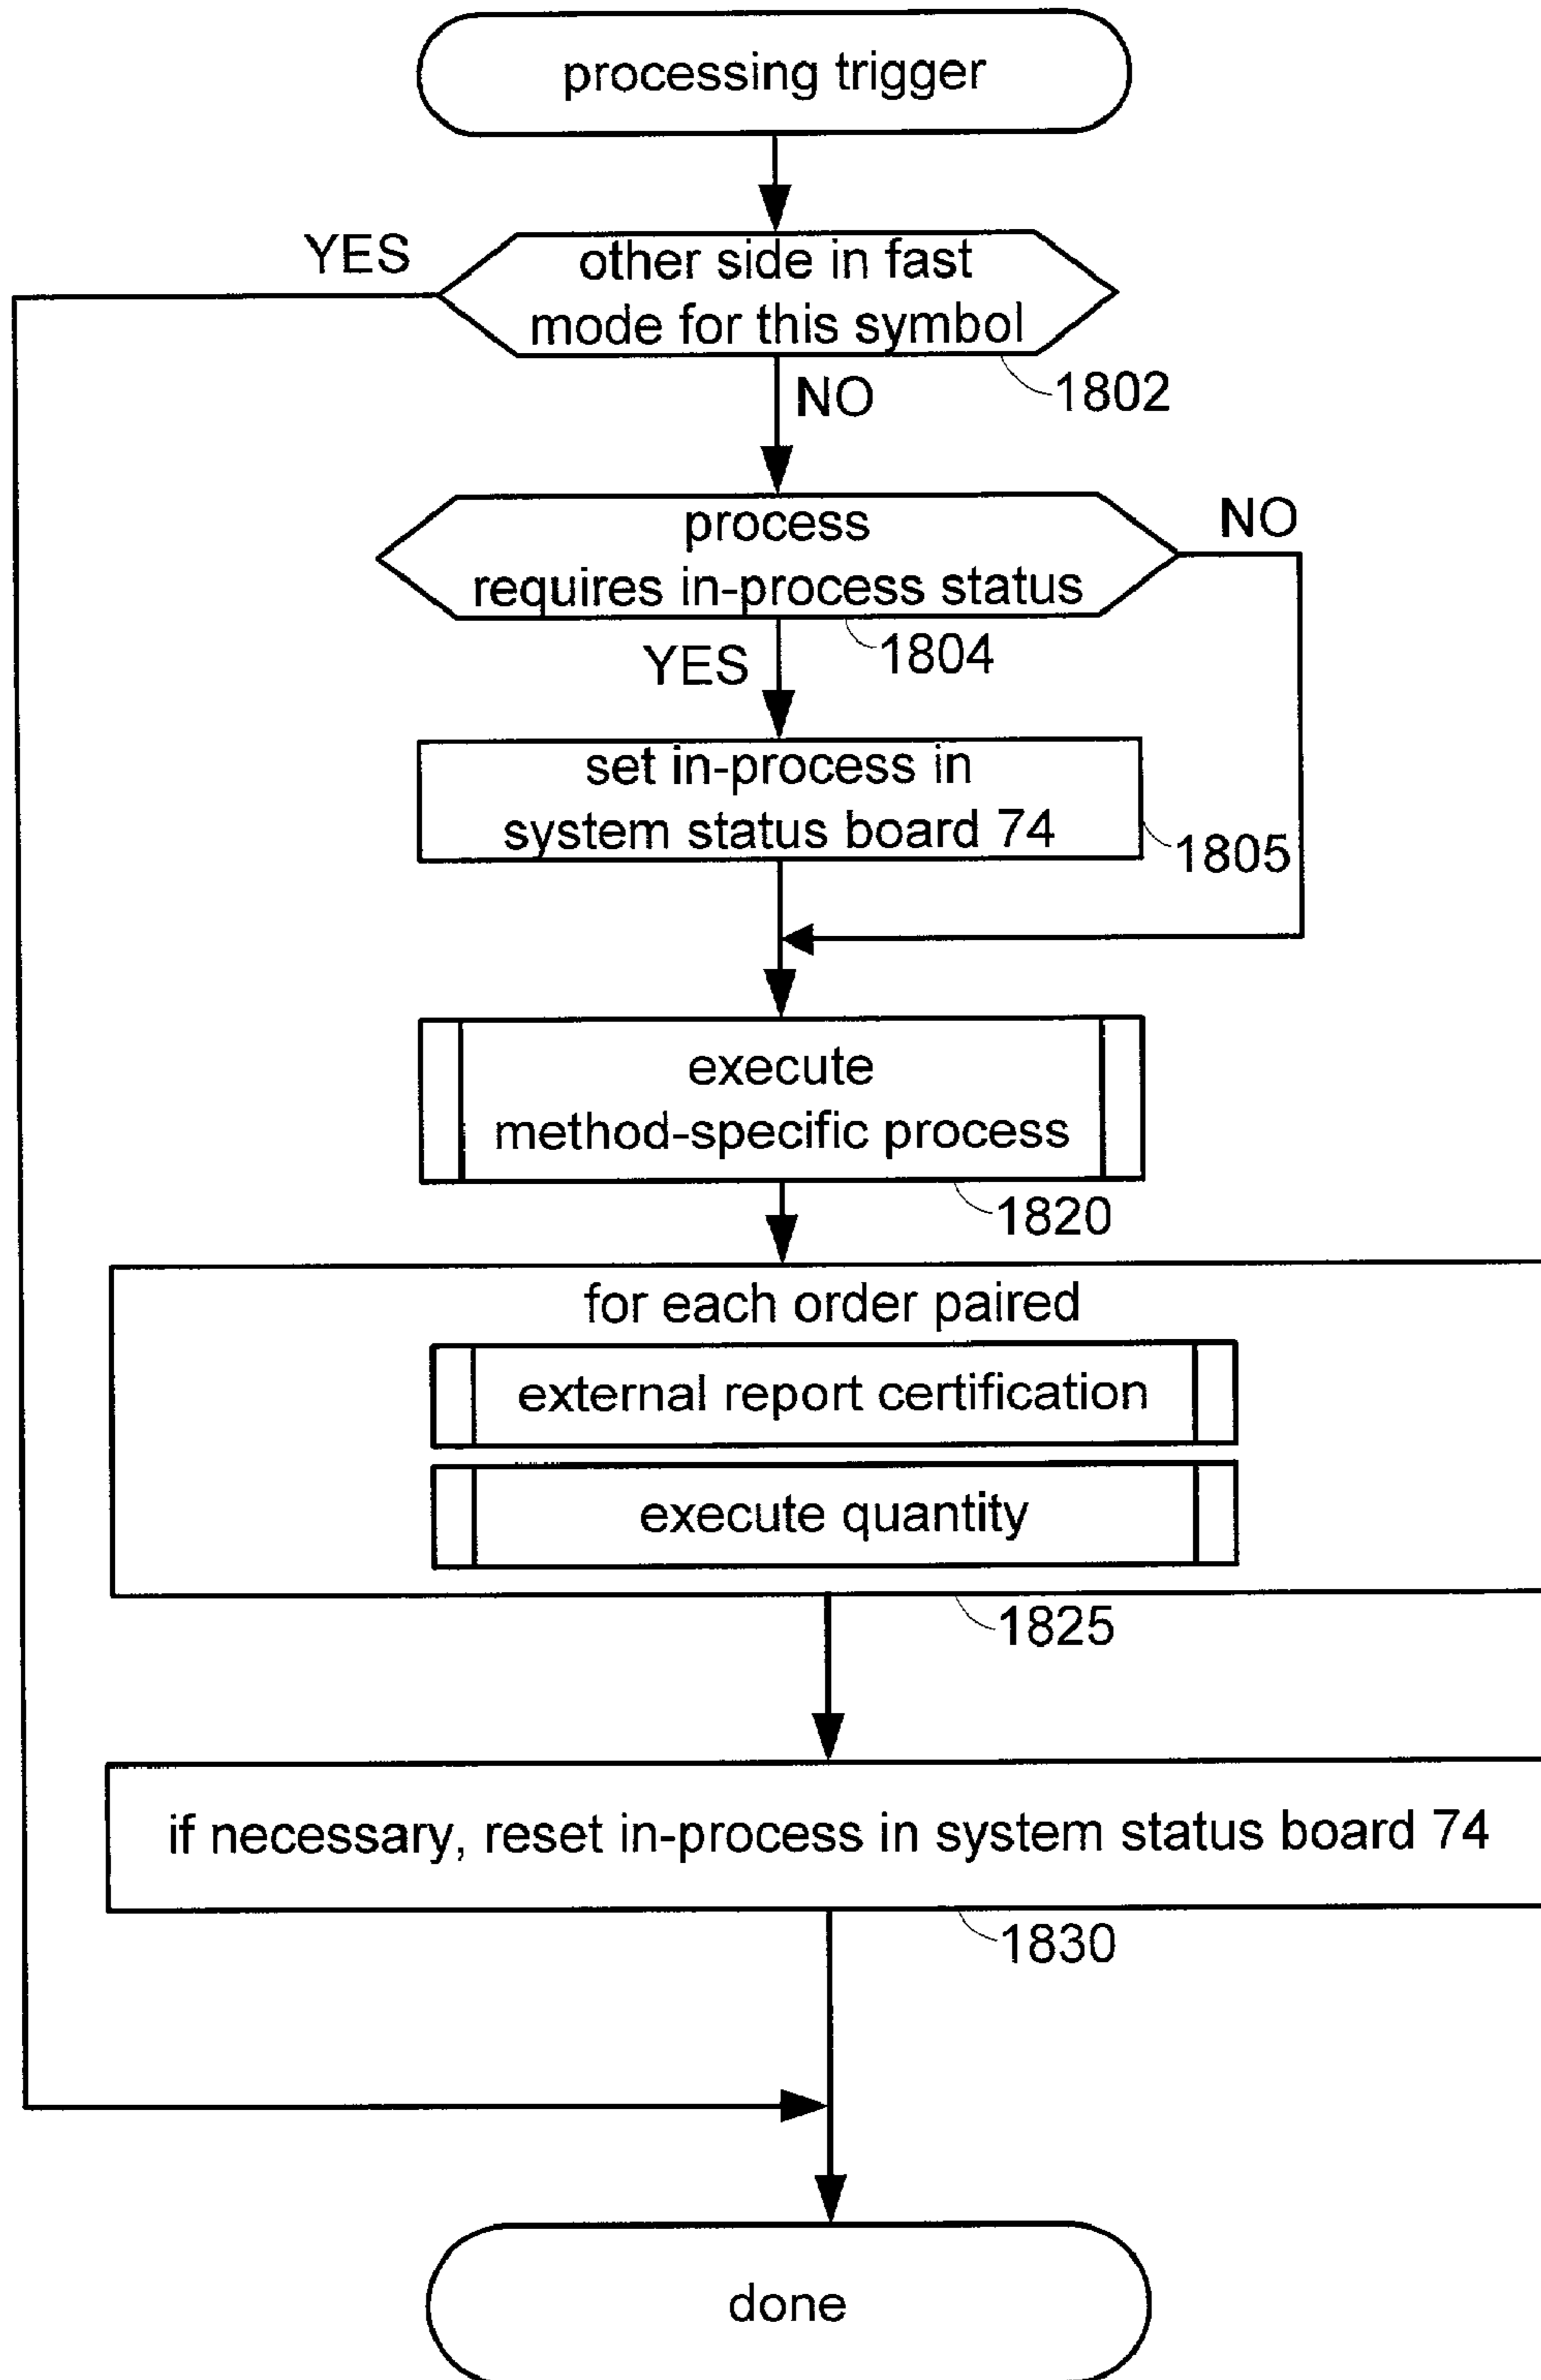 processing trigger
YES
other side in fast
mode for this symbol
NO
1802
process
requires in-process status
NO
YES
1804
set in-process in
system status board 74
1805
execute
method-specific process
1820
for each order paired
external report certification
execute quantity
1825
if necessary, reset in-process in system status board 74
1830
done